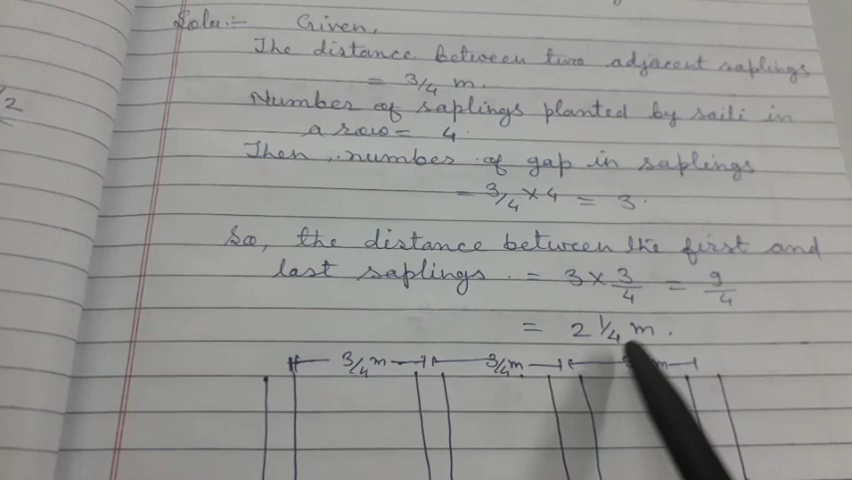 Solu:- Given,
The distance between two adjacent saplings
= 3/4 m.
Number of saplings planted by saili in
a row = 4.
Then, number of gap in saplings
= 3/4 × 4 = 3.
So, the distance between the first and
last saplings. = 3 × 3/4 = 9/4
= 2 1/4 m.
3/4 m 3/4 m m
/2